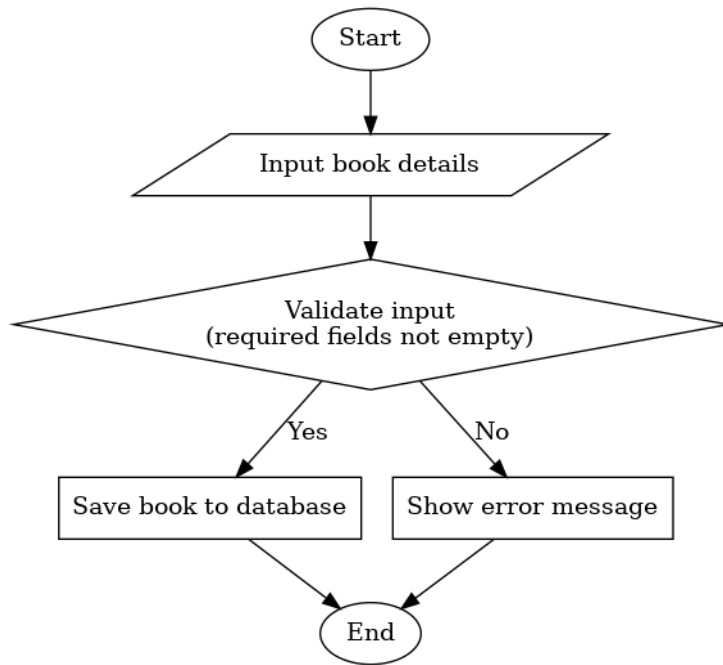 Start
Input book details
Validate input
(required fields not empty)
Yes
No
Save book to database
Show error message
End